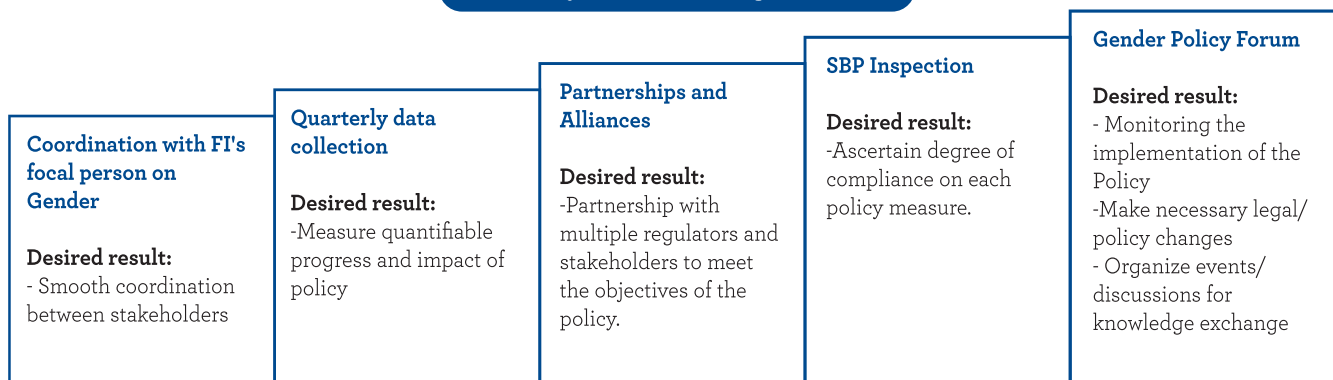 Coordination with FI's
focal person on
Gender
Desired result:
- Smooth coordination
between stakeholders
Quarterly data
collection
Desired result:
-Measure quantifiable
progress and impact of
policy
Partnerships and
Alliances
Desired result:
-Partnership with
multiple regulators and
stakeholders to meet
the objectives of the
policy.
SBP Inspection
Desired result:
-Ascertain degree of
compliance on each
policy measure.
Gender Policy Forum
Desired result:
- Monitoring the
implementation of the
Policy
-Make necessary legal/
policy changes
- Organize events/
discussions for
knowledge exchange